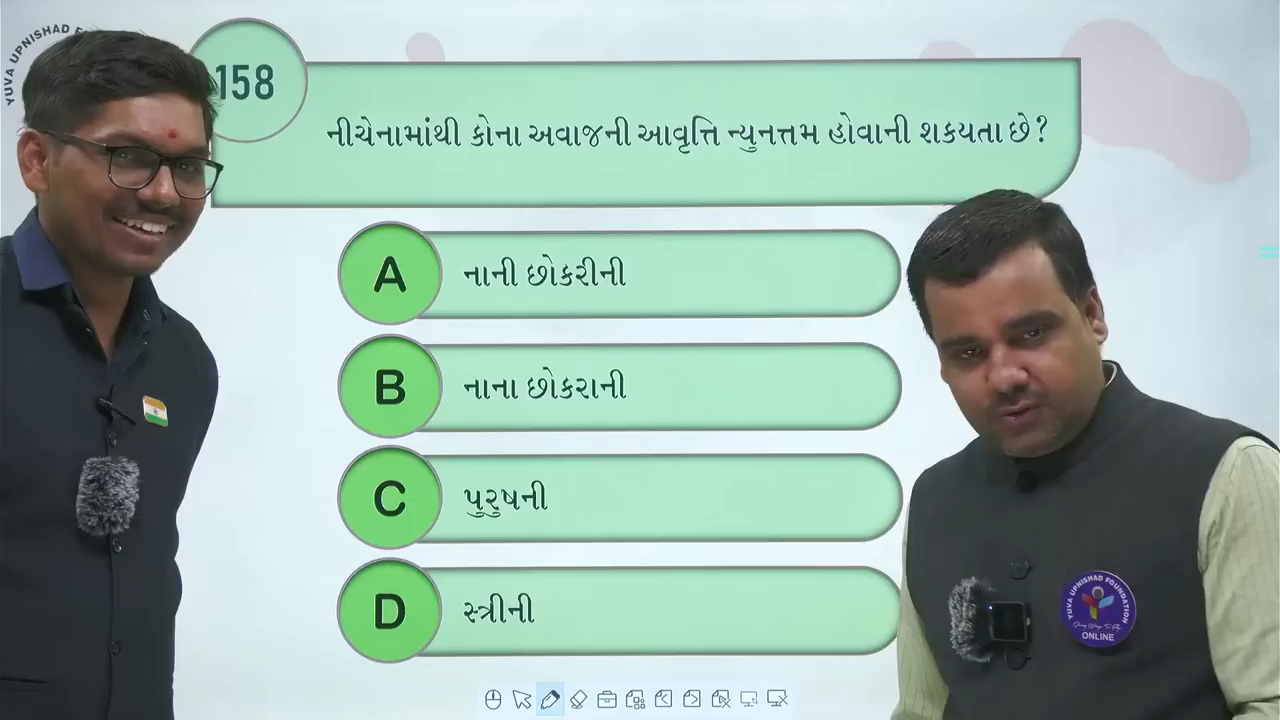 YUVA UPNISHAD
158
નીચેનામાંથી કોના અવાજની આવૃત્તિ ન્યુનત્તમ હોવાની શકયતા છે?
A નાની છોકરીની
B નાના છોકરાની
C પુરુષની
D સ્ત્રીની
YUVA UPNISHAD FOUNDATION
ONLINE